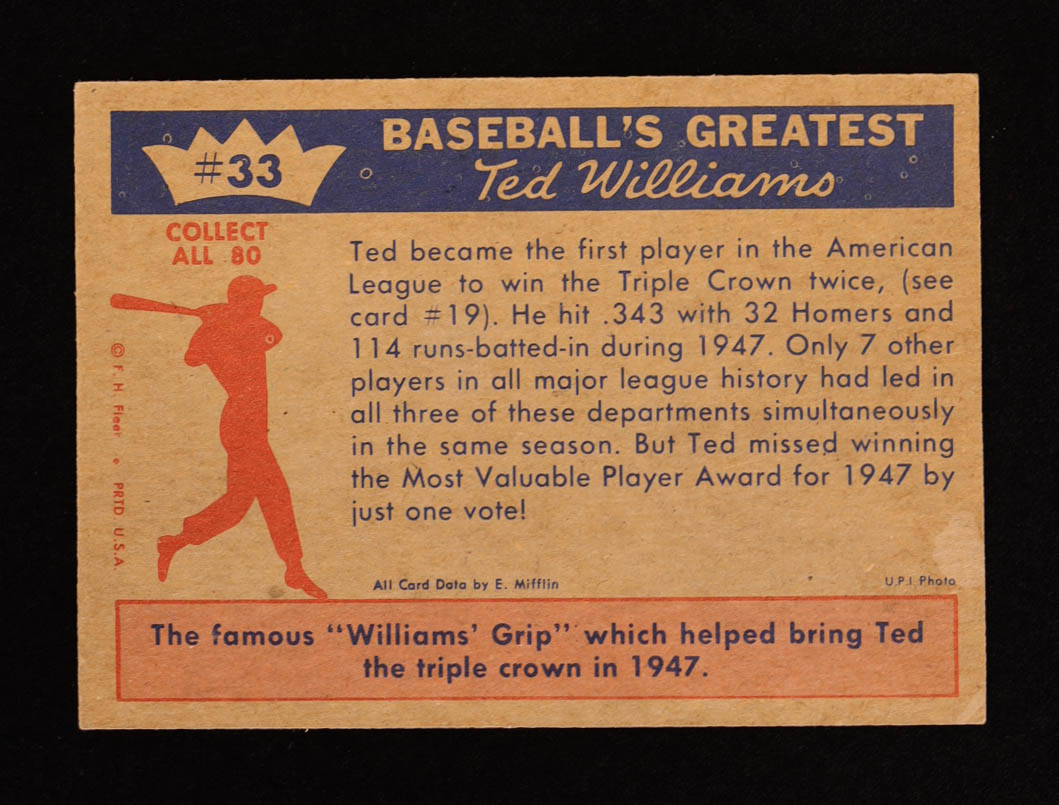 #33
BASEBALL'S GREATEST
Ted Williams
COLLECT
ALL 80
Ted became the first player in the American
League to win the Triple Crown twice, (see
card #19). He hit .343 with 32 Homers and
114 runs-batted-in during 1947. Only 7 other
players in all major league history had led in
all three of these departments simultaneously
in the same season. But Ted missed winning
the Most Valuable Player Award for 1947 by
just one vote!
© F. H. Fleer • PRTD. U.S.A.
All Card Data by E. Mifflin
U.P.I. Photo
The famous "Williams' Grip" which helped bring Ted
the triple crown in 1947.